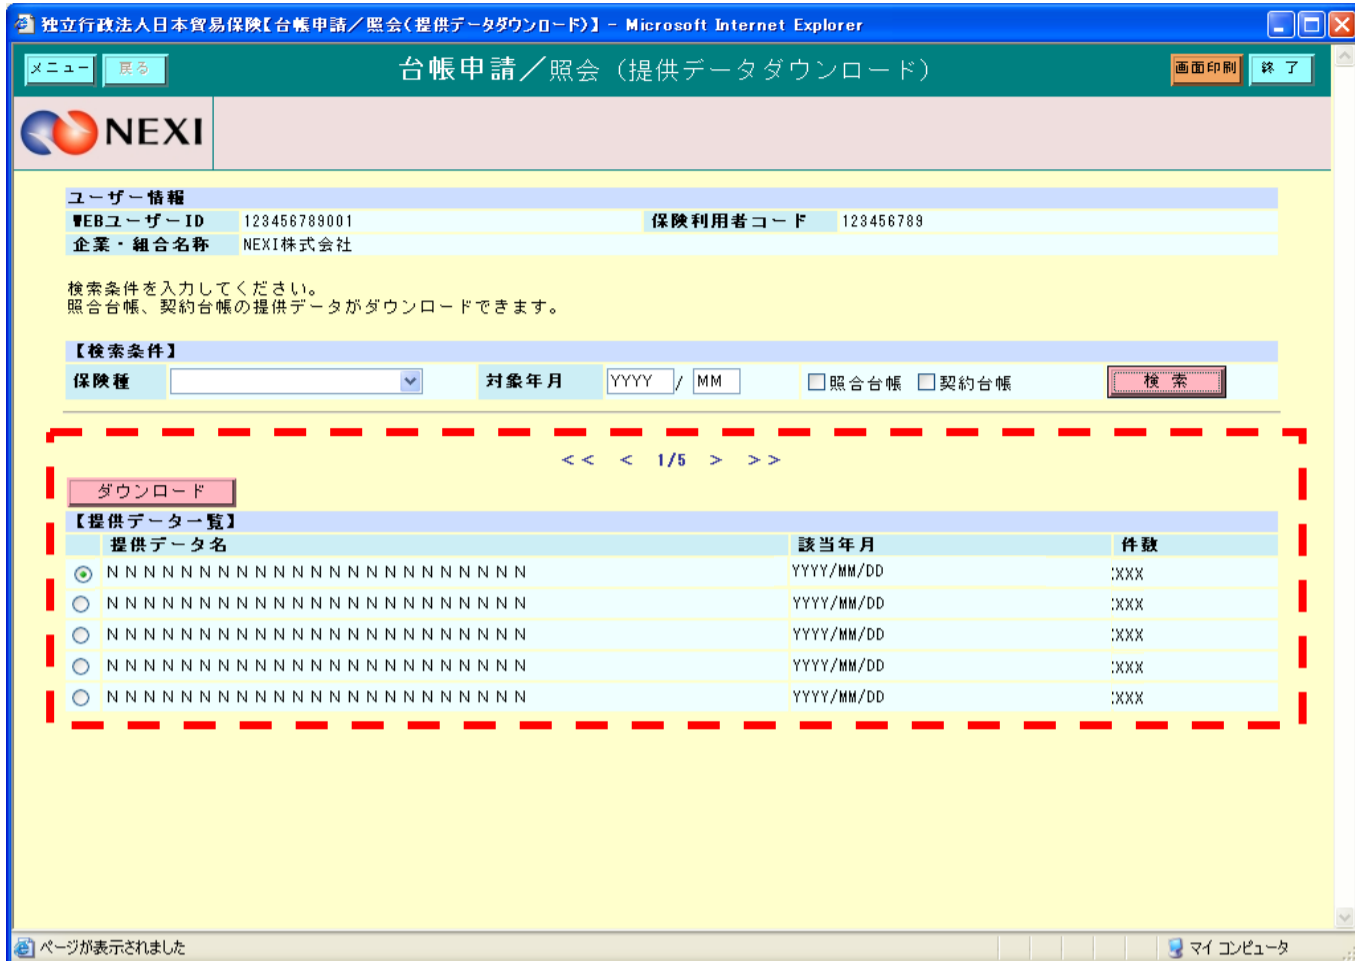 独立行政法人日本貿易保険【台帳申請／照会（提供データダウンロード）】 - Microsoft Internet Explorer
メニュー 戻る 台帳申請／照会（提供データダウンロード） 画面印刷 終 了
NEXI
ユーザー情報
WEBユーザーID 123456789001 保険利用者コード 123456789
企業・組合名称 NEXI株式会社
検索条件を入力してください。
照合台帳、契約台帳の提供データがダウンロードできます。
【検索条件】
保険種 対象年月 YYYY / MM 照合台帳 契約台帳 検 索
<< < 1/5 > >>
ダウンロード
【提供データ一覧】
提供データ名 該当年月 件数
ＮＮＮＮＮＮＮＮＮＮＮＮＮＮＮＮＮＮＮＮＮＮＮ YYYY/MM/DD :XXX
ＮＮＮＮＮＮＮＮＮＮＮＮＮＮＮＮＮＮＮＮＮＮＮ YYYY/MM/DD :XXX
ＮＮＮＮＮＮＮＮＮＮＮＮＮＮＮＮＮＮＮＮＮＮＮ YYYY/MM/DD :XXX
ＮＮＮＮＮＮＮＮＮＮＮＮＮＮＮＮＮＮＮＮＮＮＮ YYYY/MM/DD :XXX
ＮＮＮＮＮＮＮＮＮＮＮＮＮＮＮＮＮＮＮＮＮＮＮ YYYY/MM/DD :XXX
ページが表示されました マイ コンピュータ